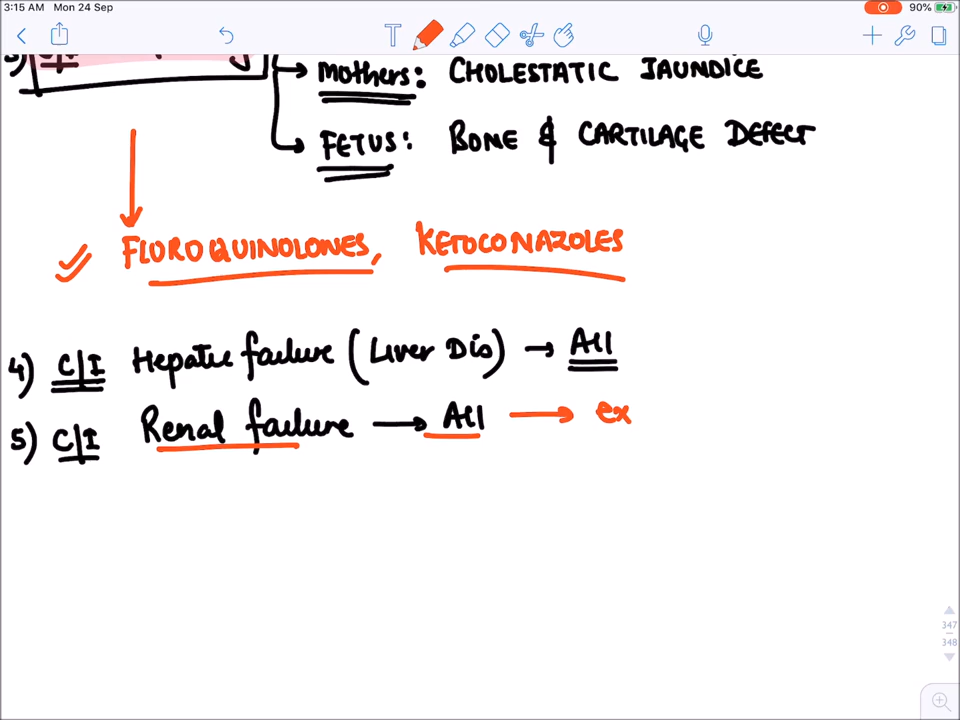 3:15 AM Mon 24 Sep 90%
T
Mothers: CHOLESTATIC JAUNDICE
FETUS: BONE & CARTILAGE DEFECT
FLOROQUINOLONES, KETOCONAZOLES
4) C/I Hepatic failure (Liver Dis) → All
5) C/I Renal failure → All → ex
347
348